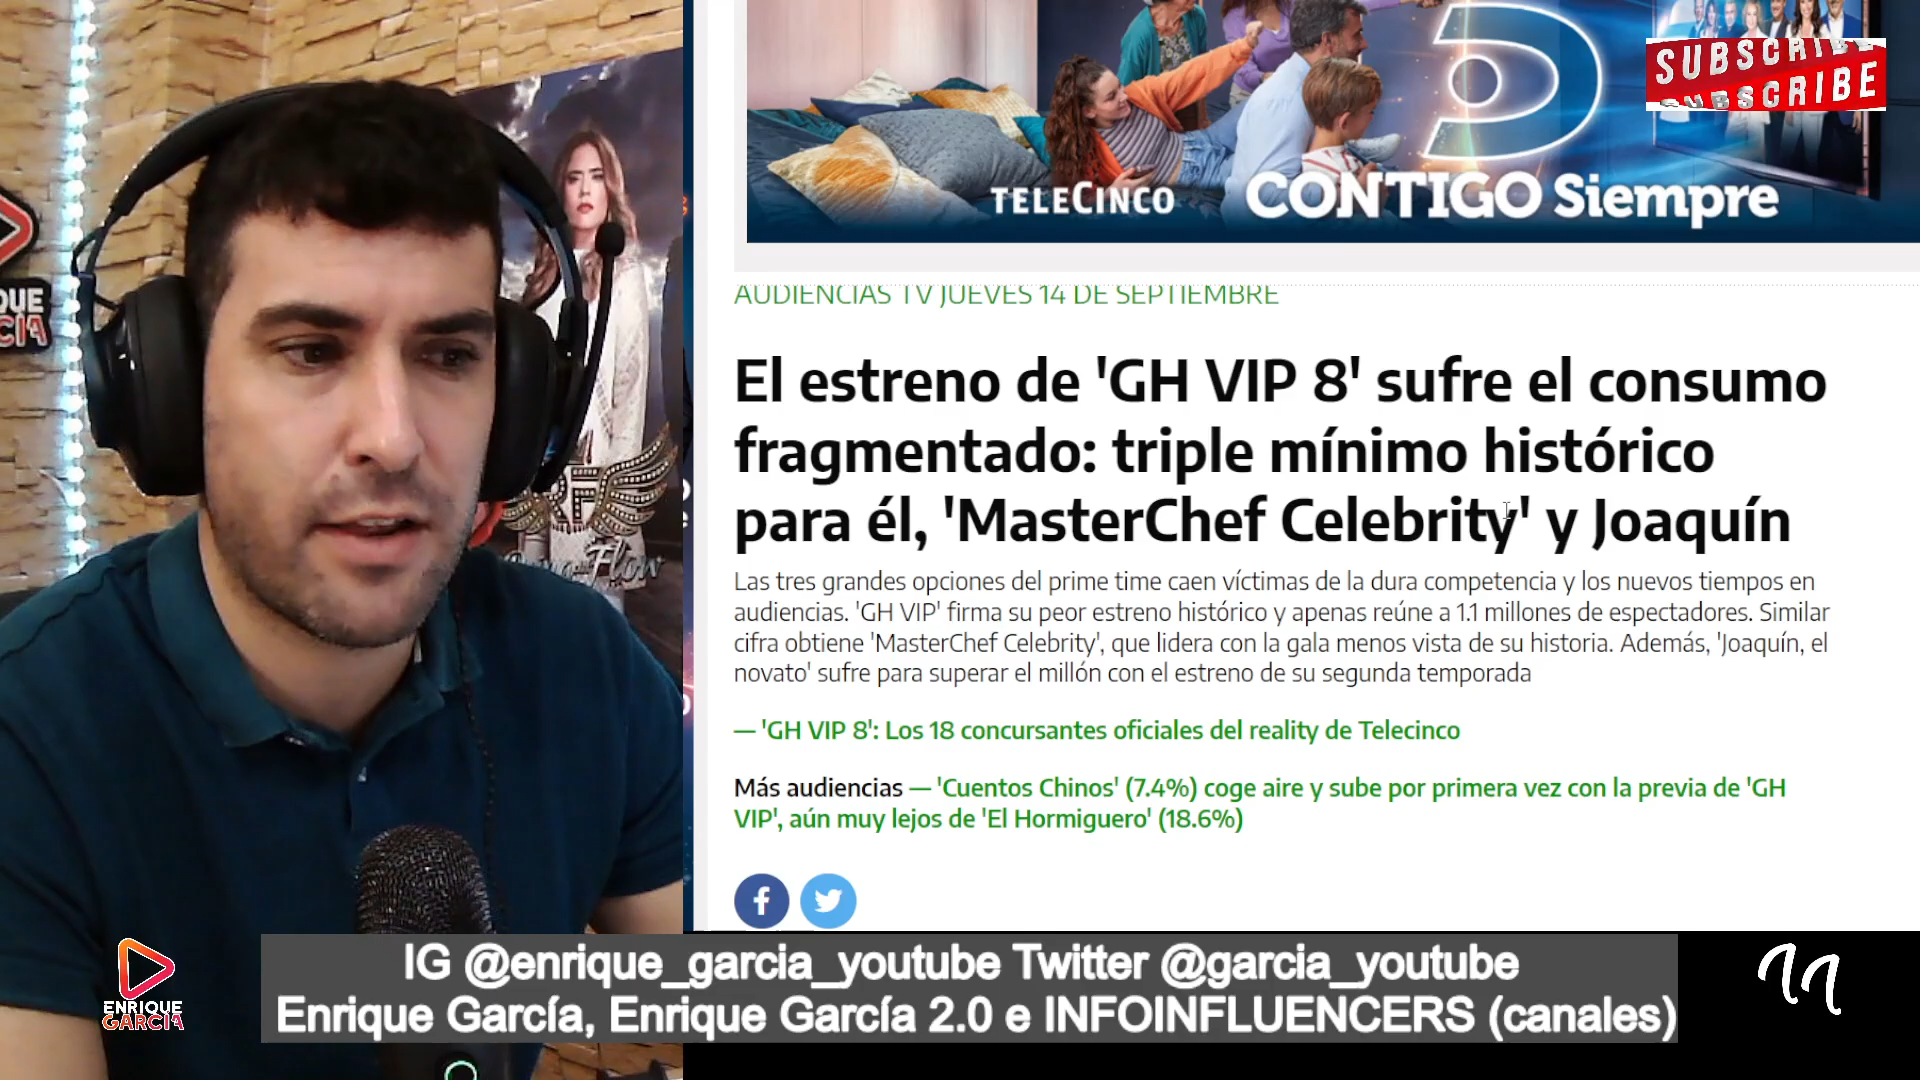 SUBSCRIBE
SUBSCRIBE
TELECINCO CONTIGO Siempre
AUDIENCIAS TV JUEVES 14 DE SEPTIEMBRE
El estreno de 'GH VIP 8' sufre el consumo
fragmentado: triple mínimo histórico
para él, 'MasterChef Celebrity' y Joaquín
Las tres grandes opciones del prime time caen víctimas de la dura competencia y los nuevos tiempos en
audiencias. 'GH VIP' firma su peor estreno histórico y apenas reúne a 1.1 millones de espectadores. Similar
cifra obtiene 'MasterChef Celebrity', que lidera con la gala menos vista de su historia. Además, 'Joaquín, el
novato' sufre para superar el millón con el estreno de su segunda temporada
— 'GH VIP 8': Los 18 concursantes oficiales del reality de Telecinco
Más audiencias — 'Cuentos Chinos' (7.4%) coge aire y sube por primera vez con la previa de 'GH
VIP', aún muy lejos de 'El Hormiguero' (18.6%)
IG @enrique_garcia_youtube Twitter @garcia_youtube
Enrique García, Enrique García 2.0 e INFOINFLUENCERS (canales)
ENRIQUE
GARCÍA